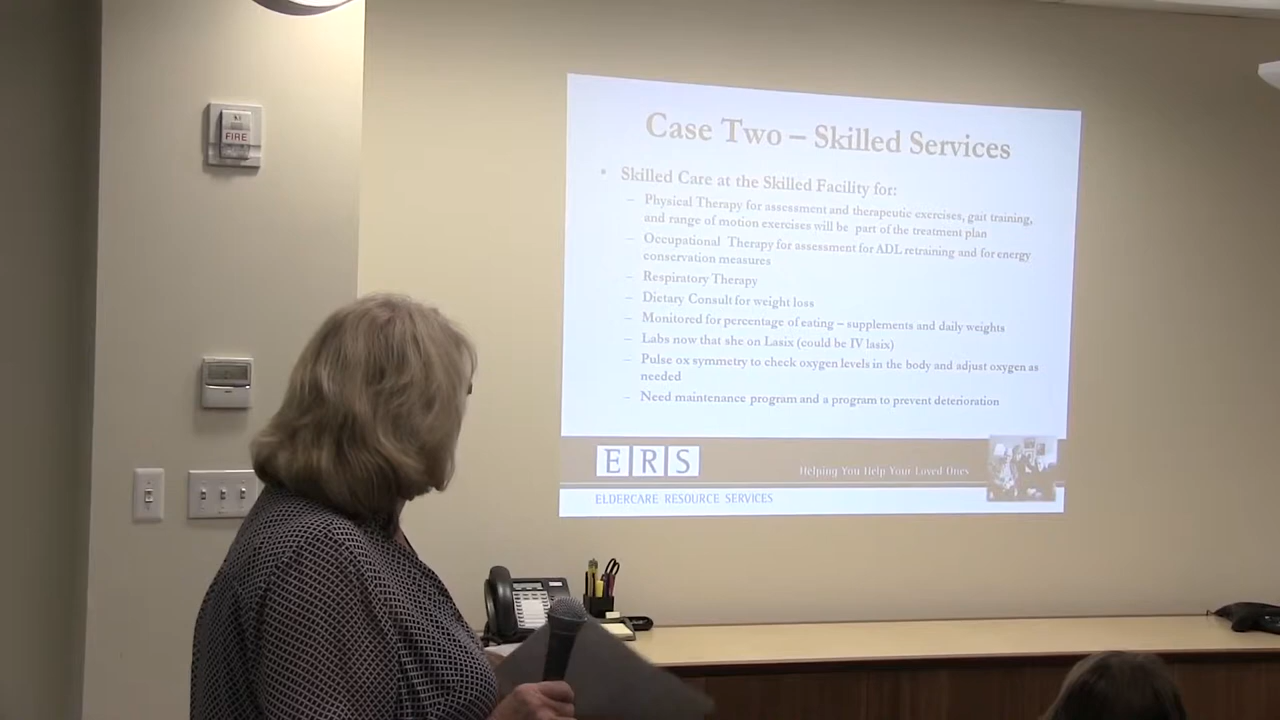 FIRE
Case Two – Skilled Services
▪ Skilled Care at the Skilled Facility for:
– Physical Therapy for assessment and therapeutic exercises, gait training,
and range of motion exercises will be part of the treatment plan
– Occupational Therapy for assessment for ADL retraining and for energy
conservation measures
– Respiratory Therapy
– Dietary Consult for weight loss
– Monitored for percentage of eating – supplements and daily weights
– Labs now that she on Lasix (could be IV lasix)
– Pulse ox symmetry to check oxygen levels in the body and adjust oxygen as
needed
– Need maintenance program and a program to prevent deterioration
ERS
Helping You Help Your Loved Ones
ELDERCARE RESOURCE SERVICES